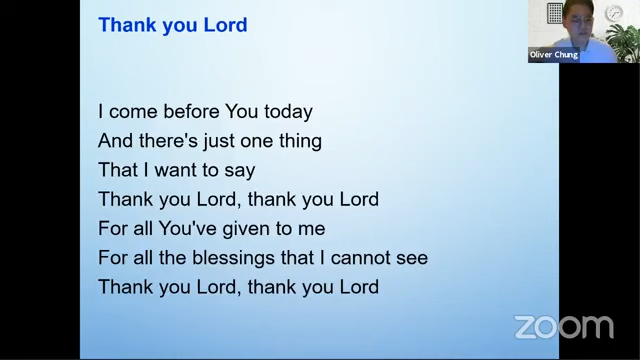 Thank you Lord
Oliver Chung
I come before You today
And there's just one thing
That I want to say
Thank you Lord, thank you Lord
For all You've given to me
For all the blessings that I cannot see
Thank you Lord, thank you Lord
zoom